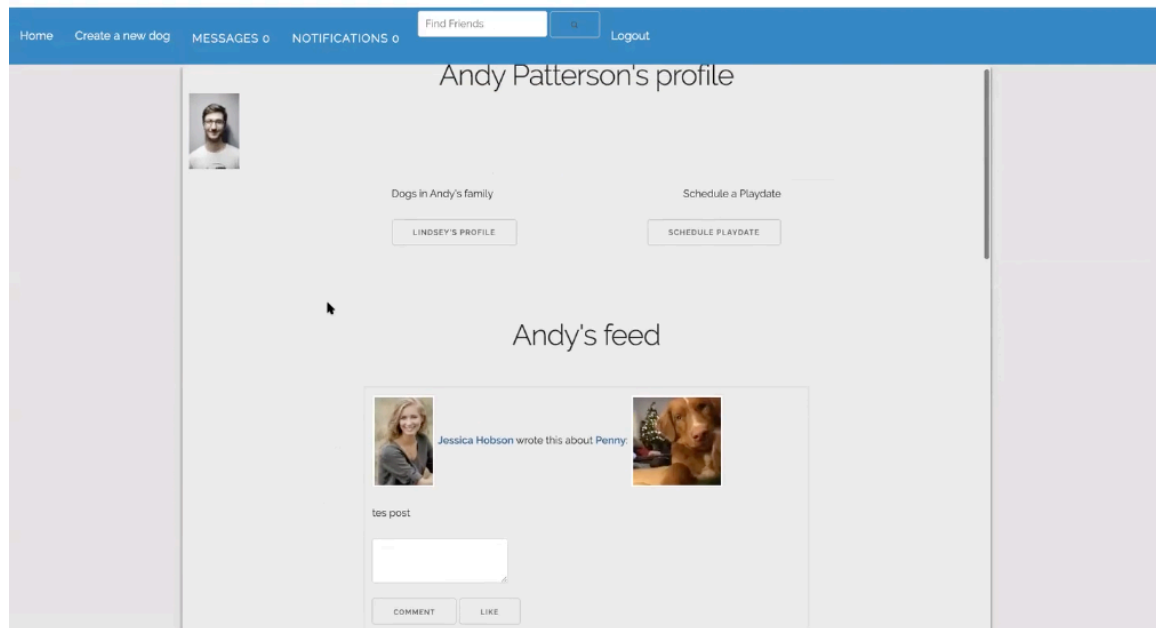 Home Create a new dog MESSAGES 0 NOTIFICATIONS 0 Find Friends Logout
Andy Patterson's profile
Dogs in Andy's family Schedule a Playdate
LINDSEY'S PROFILE SCHEDULE PLAYDATE
Andy's feed
Jessica Hobson wrote this about Penny:
tes post
COMMENT LIKE